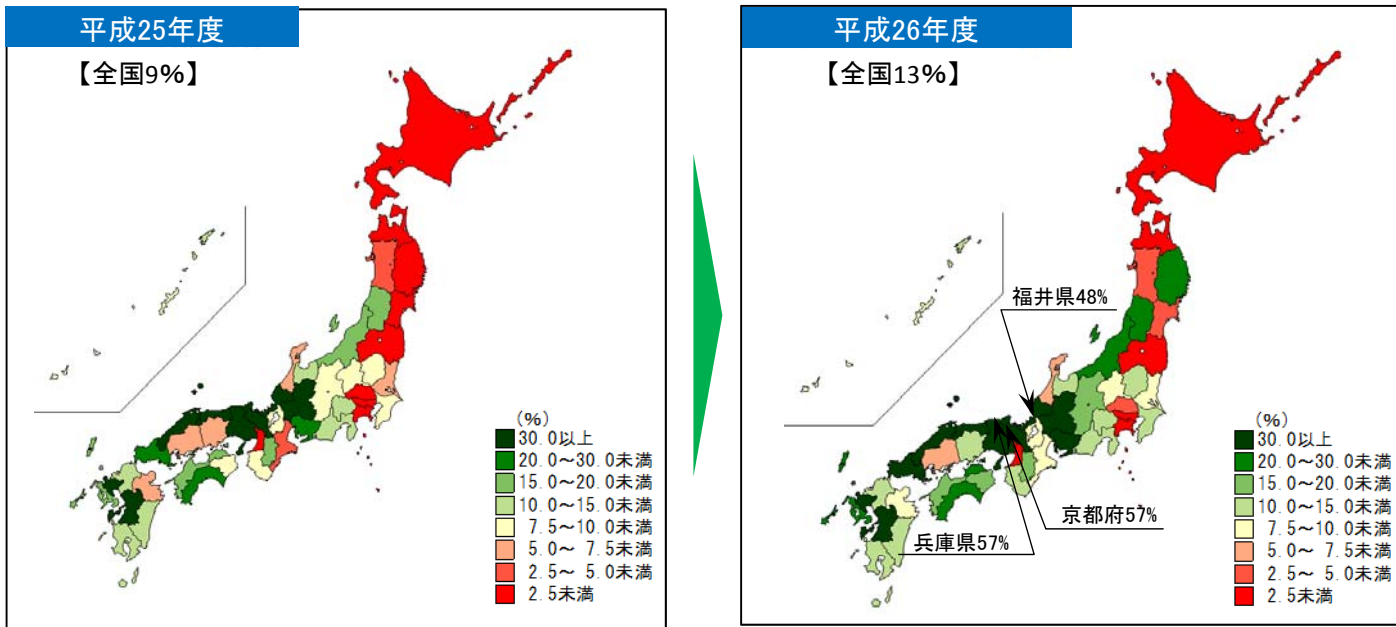 平成25年度
【全国9%】
(%)
30.0以上
20.0～30.0未満
15.0～20.0未満
10.0～15.0未満
7.5～10.0未満
5.0～ 7.5未満
2.5～ 5.0未満
2.5未満
平成26年度
【全国13%】
福井県48%
京都府57%
兵庫県57%
(%)
30.0以上
20.0～30.0未満
15.0～20.0未満
10.0～15.0未満
7.5～10.0未満
5.0～ 7.5未満
2.5～ 5.0未満
2.5未満